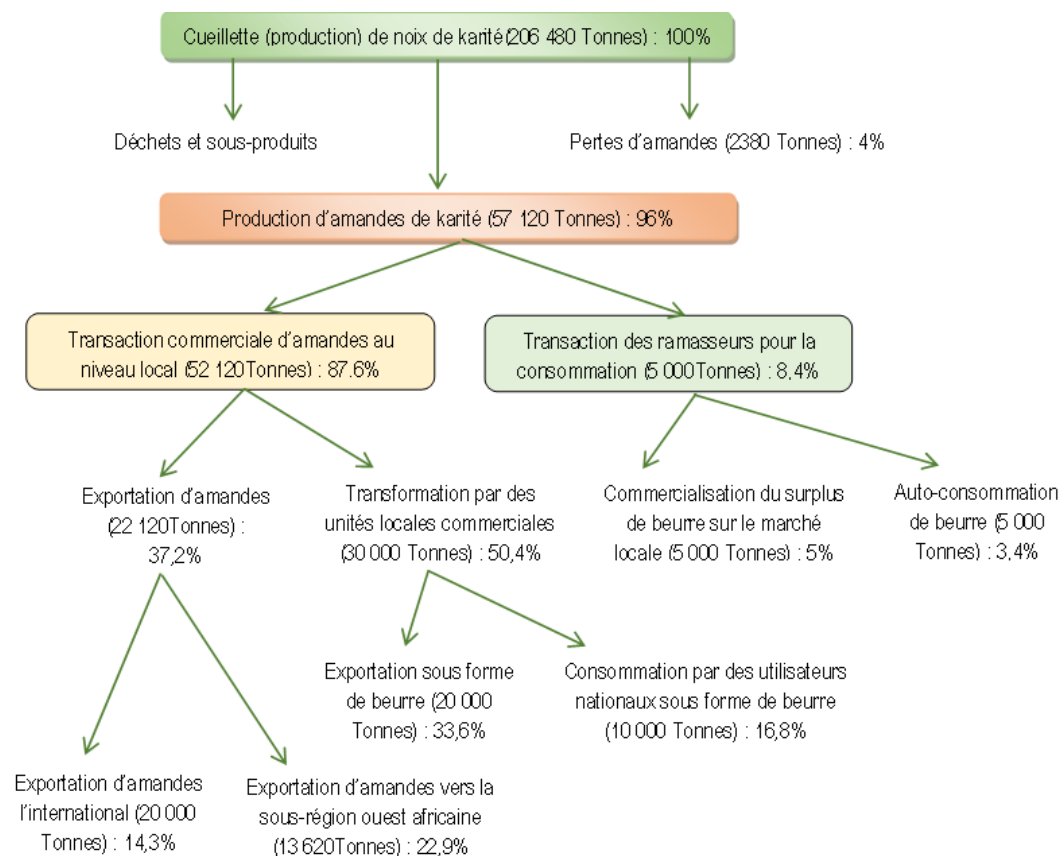 Cueillette (production) de noix de karité(206 480 Tonnes) : 100%
Déchets et sous-produits
Pertes d'amandes (2380 Tonnes) : 4%
Production d'amandes de karité (57 120 Tonnes) : 96%
Transaction commerciale d'amandes au
niveau local (52 120Tonnes) : 87.6%
Transaction des ramasseurs pour la
consommation (5 000Tonnes) : 8,4%
Exportation d'amandes
(22 120Tonnes) :
37,2%
Transformation par des
unités locales commerciales
(30 000 Tonnes) : 50,4%
Commercialisation du surplus
de beurre sur le marché
locale (5 000 Tonnes) : 5%
Auto-consommation
de beurre (5 000
Tonnes) : 3,4%
Exportation sous forme
de beurre (20 000
Tonnes) : 33,6%
Consommation par des utilisateurs
nationaux sous forme de beurre
(10 000 Tonnes) : 16,8%
Exportation d'amandes
l'international (20 000
Tonnes) : 14,3%
Exportation d'amandes vers la
sous-région ouest africaine
(13 620Tonnes) : 22,9%